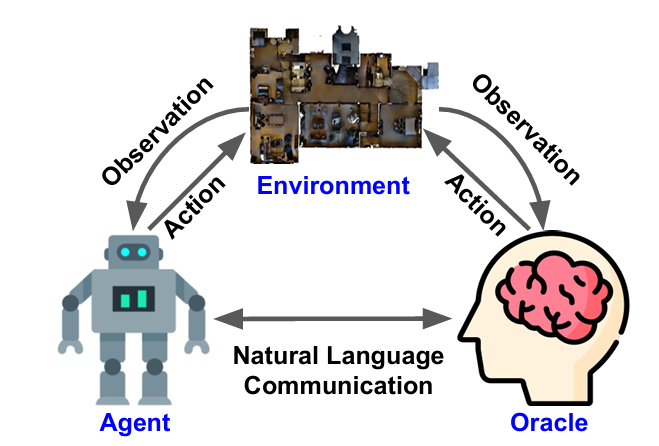 Observation
Observation
Action
Action
Environment
Natural Language
Communication
Agent
Oracle